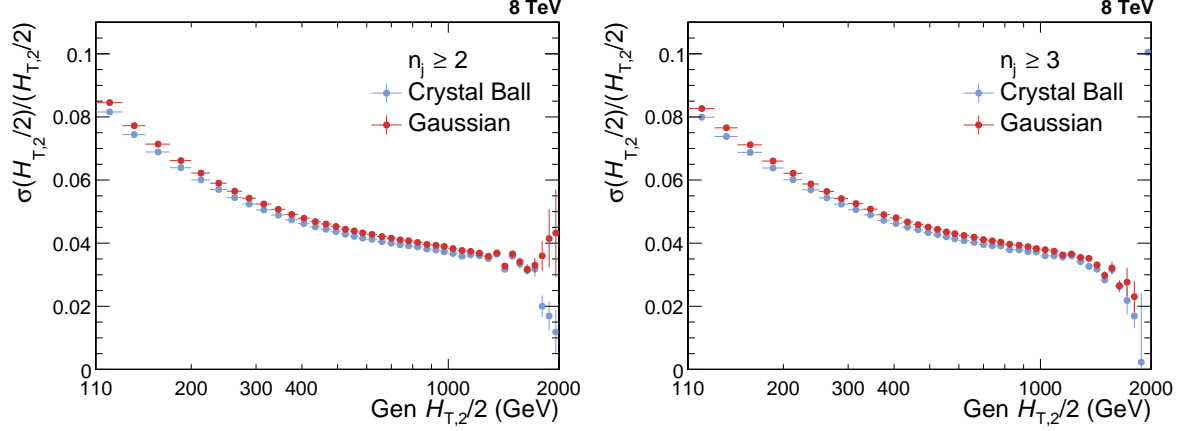 8 TeV
σ(H_T,2/2)/(H_T,2/2)
0.1
0.08
0.06
0.04
0.02
0
n_j ≥ 2
Crystal Ball
Gaussian
110 200 300 400 1000 2000
Gen H_T,2/2 (GeV)
8 TeV
σ(H_T,2/2)/(H_T,2/2)
0.1
0.08
0.06
0.04
0.02
0
n_j ≥ 3
Crystal Ball
Gaussian
110 200 300 400 1000 2000
Gen H_T,2/2 (GeV)